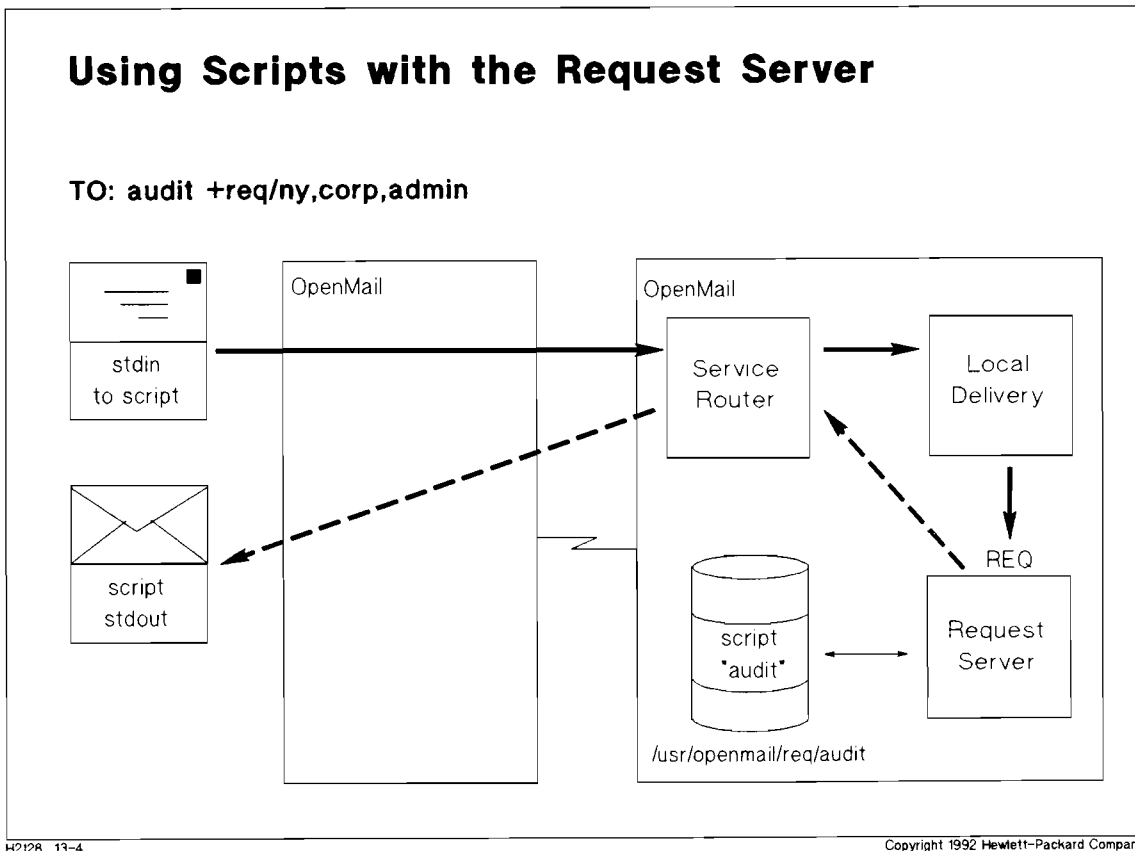 Using Scripts with the Request Server
TO: audit +req/ny,corp,admin
stdin
to script
script
stdout
OpenMail
OpenMail
Service
Router
Local
Delivery
REQ
Request
Server
script
"audit"
/usr/openmail/req/audit
H2128 13-4
Copyright 1992 Hewlett-Packard Compan